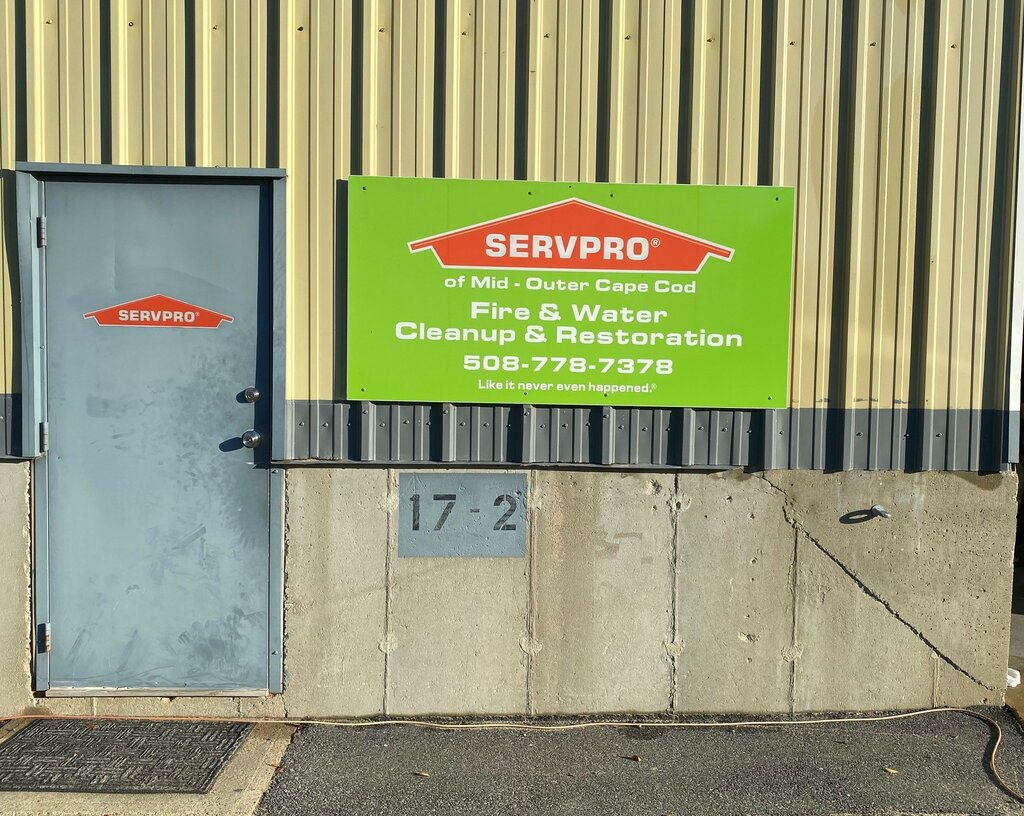 SERVPRO®
SERVPRO®
of Mid - Outer Cape Cod
Fire & Water
Cleanup & Restoration
508-778-7378
Like it never even happened.®
17 - 2